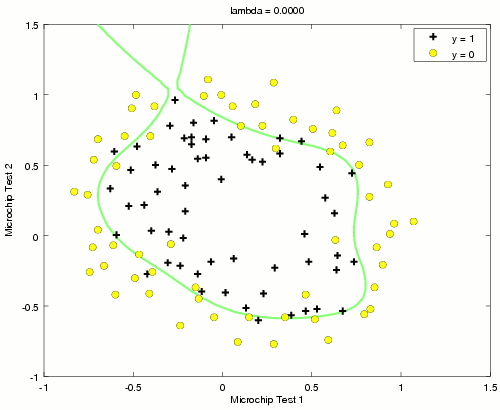 lambda = 0.0000
y = 1
y = 0
1.5
1
0.5
0
-0.5
-1
Microchip Test 2
-1 -0.5 0 0.5 1 1.5
Microchip Test 1